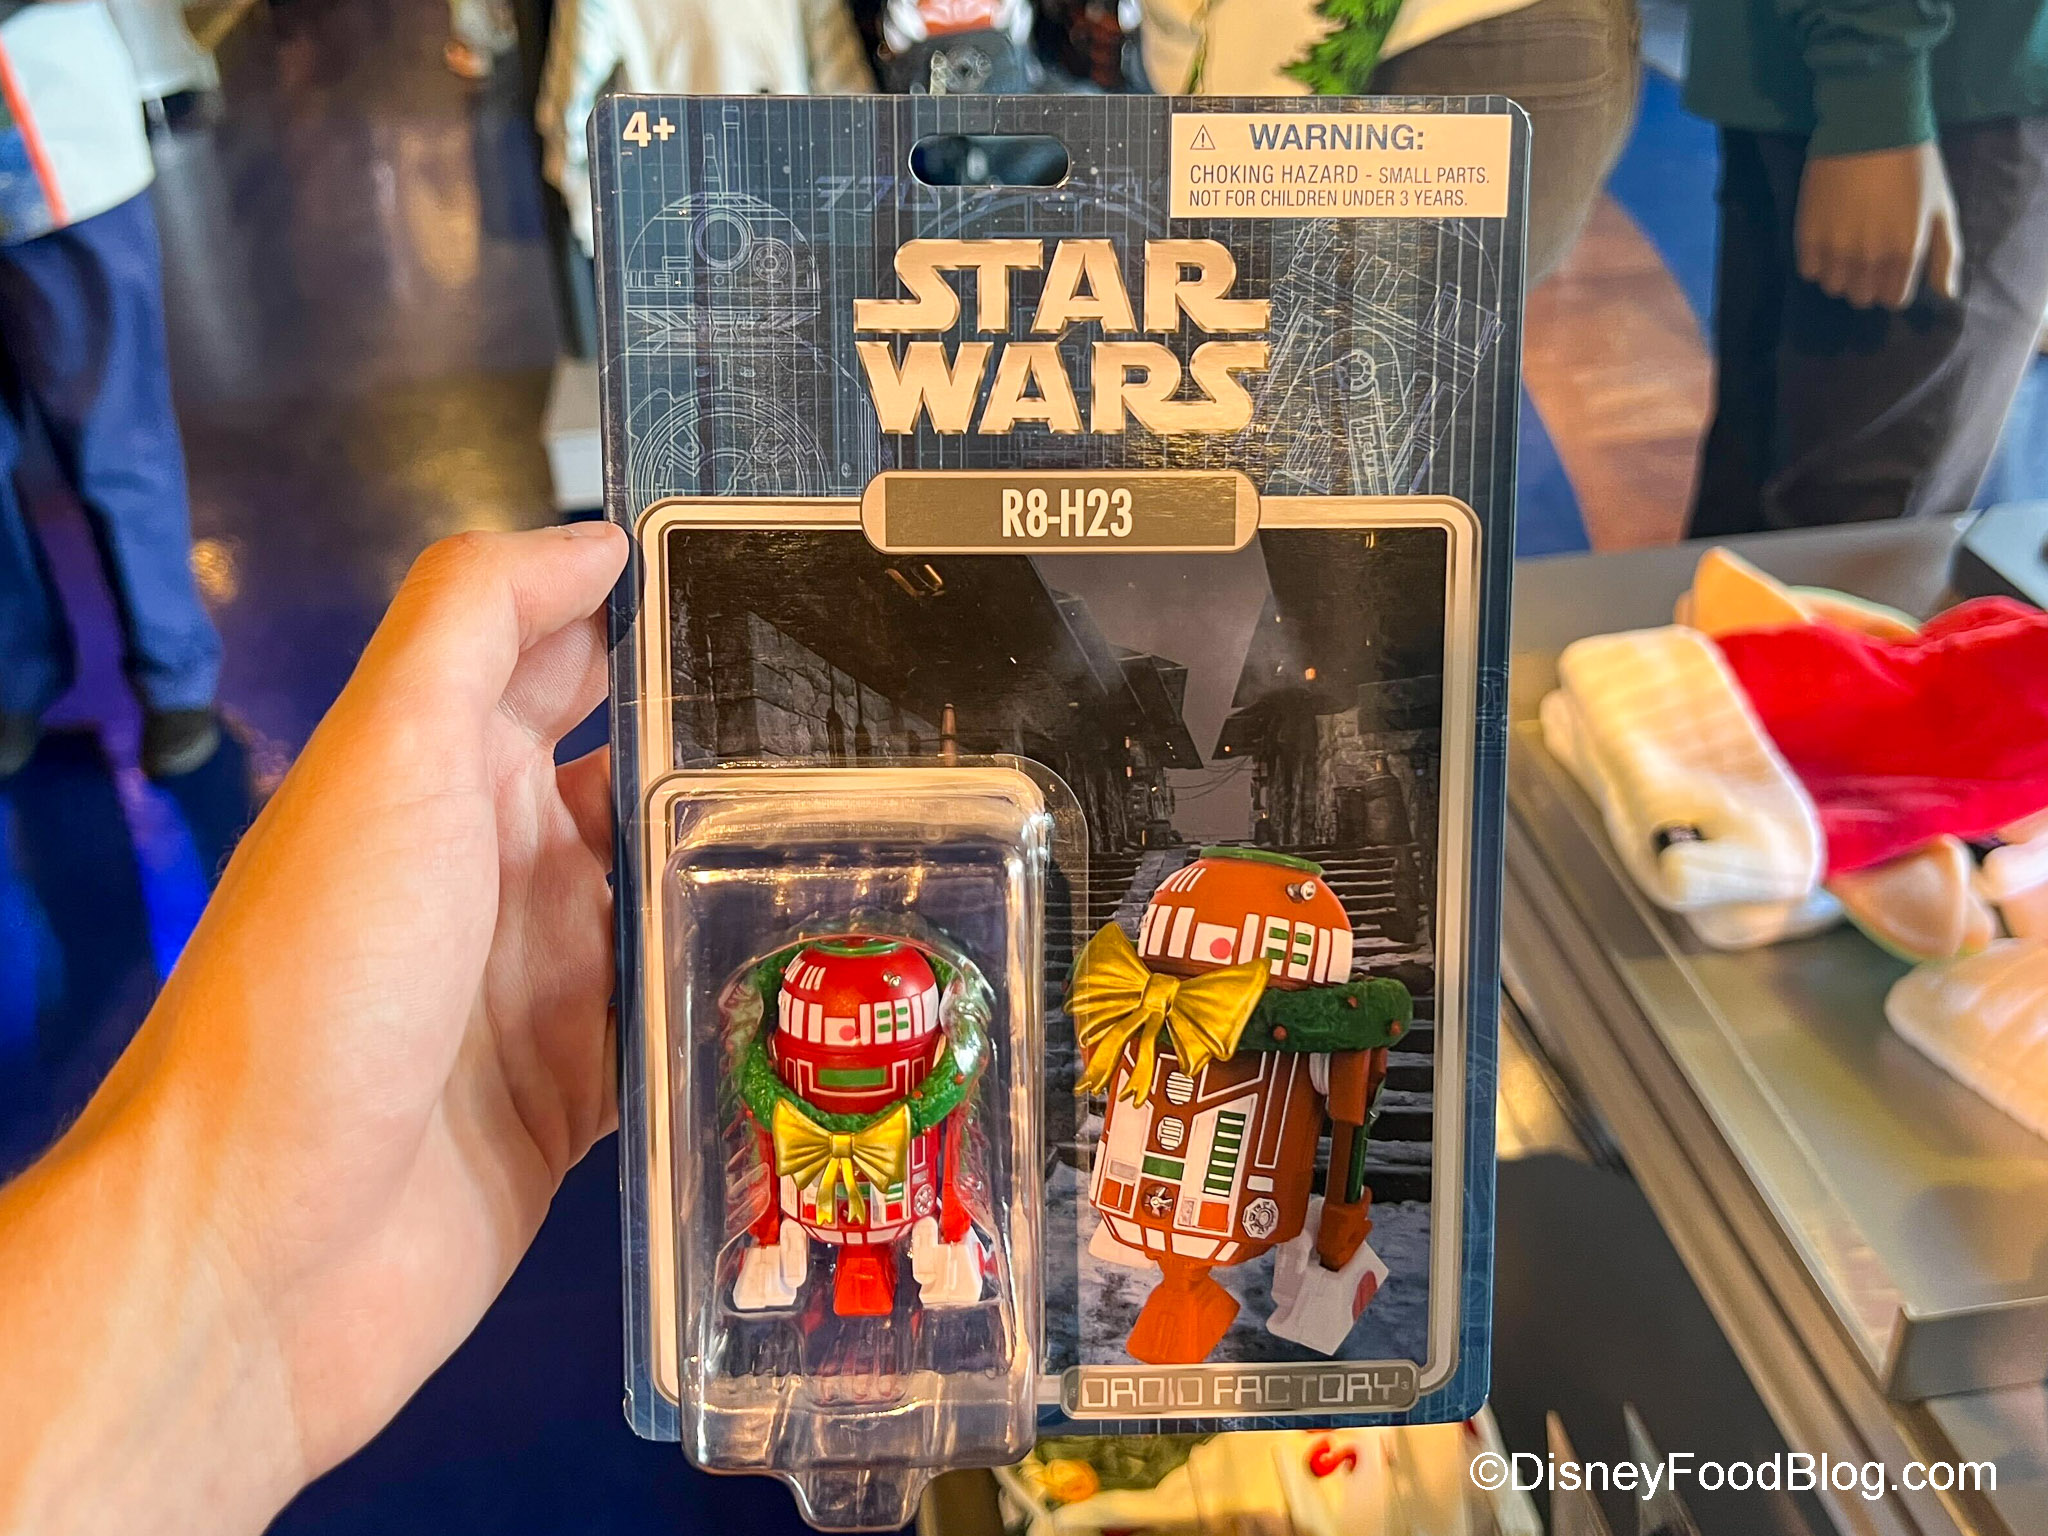 4+
WARNING:
CHOKING HAZARD - SMALL PARTS.
NOT FOR CHILDREN UNDER 3 YEARS.
STAR
WARS
R8-H23
DROID FACTORY
©DisneyFoodBlog.com